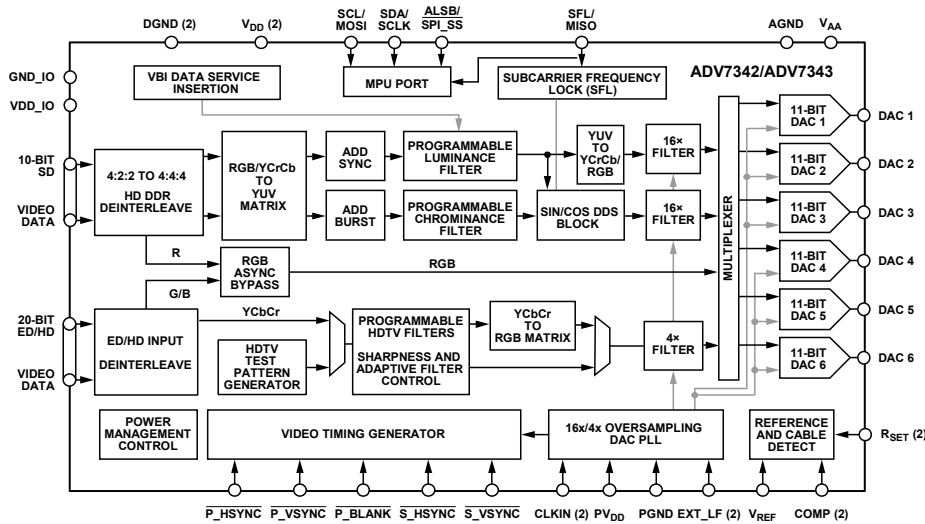 DGND (2)
VDD (2)
SCL/
MOSI
SDA/
SCLK
ALSB/
SPI_SS
SFL/
MISO
AGND
VAA
GND_IO
VDD_IO
10-BIT
SD
VIDEO
DATA
20-BIT
ED/HD
VIDEO
DATA
VBI DATA SERVICE
INSERTION
MPU PORT
SUBCARRIER FREQUENCY
LOCK (SFL)
ADV7342/ADV7343
4:2:2 TO 4:4:4
HD DDR
DEINTERLEAVE
RGB/YCrCb
TO
YUV
MATRIX
ADD
SYNC
PROGRAMMABLE
LUMINANCE
FILTER
YUV
TO
YCrCb/
RGB
16×
FILTER
ADD
BURST
PROGRAMMABLE
CHROMINANCE
FILTER
SIN/COS DDS
BLOCK
16×
FILTER
MULTIPLEXER
R
G/B
RGB
ASYNC
BYPASS
RGB
ED/HD INPUT
DEINTERLEAVE
YCbCr
HDTV
TEST
PATTERN
GENERATOR
PROGRAMMABLE
HDTV FILTERS
SHARPNESS AND
ADAPTIVE FILTER
CONTROL
YCbCr
TO
RGB MATRIX
4×
FILTER
11-BIT
DAC 1
DAC 1
11-BIT
DAC 2
DAC 2
11-BIT
DAC 3
DAC 3
11-BIT
DAC 4
DAC 4
11-BIT
DAC 5
DAC 5
11-BIT
DAC 6
DAC 6
POWER
MANAGEMENT
CONTROL
VIDEO TIMING GENERATOR
16x/4x OVERSAMPLING
DAC PLL
REFERENCE
AND CABLE
DETECT
RSET (2)
P_HSYNC
P_VSYNC
P_BLANK
S_HSYNC
S_VSYNC
CLKIN (2)
PVDD
PGND
EXT_LF (2)
VREF
COMP (2)